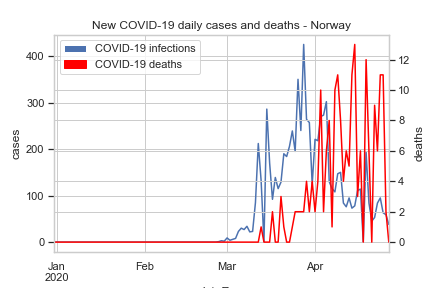 New COVID-19 daily cases and deaths - Norway
COVID-19 infections
COVID-19 deaths
400
300
200
100
0
cases
12
10
8
6
4
2
0
deaths
Jan
2020
Feb
Mar
Apr